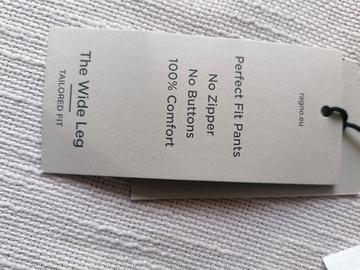 ragno.eu
Perfect Fit Pants
No Zipper
No Buttons
100% Comfort
The Wide Leg
TAILORED FIT